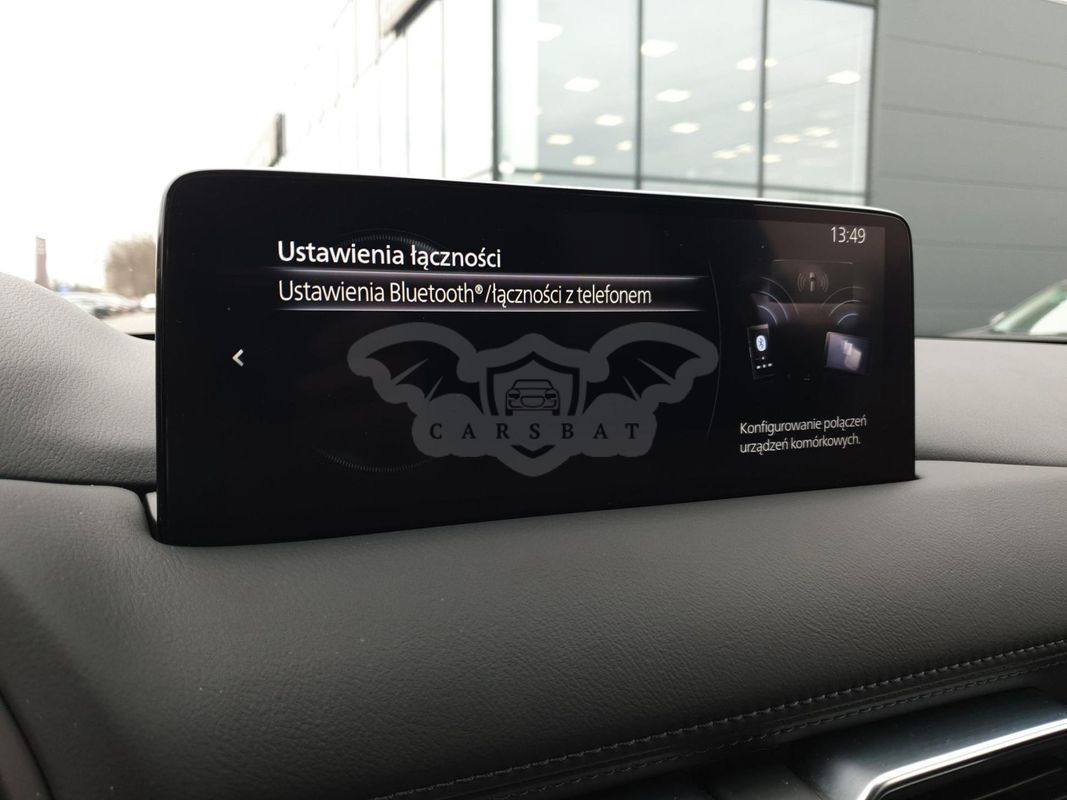 13:49
Ustawienia łączności
Ustawienia Bluetooth®/łączności z telefonem
CARSBAT
Konfigurowanie połączeń
urządzeń komórkowych.